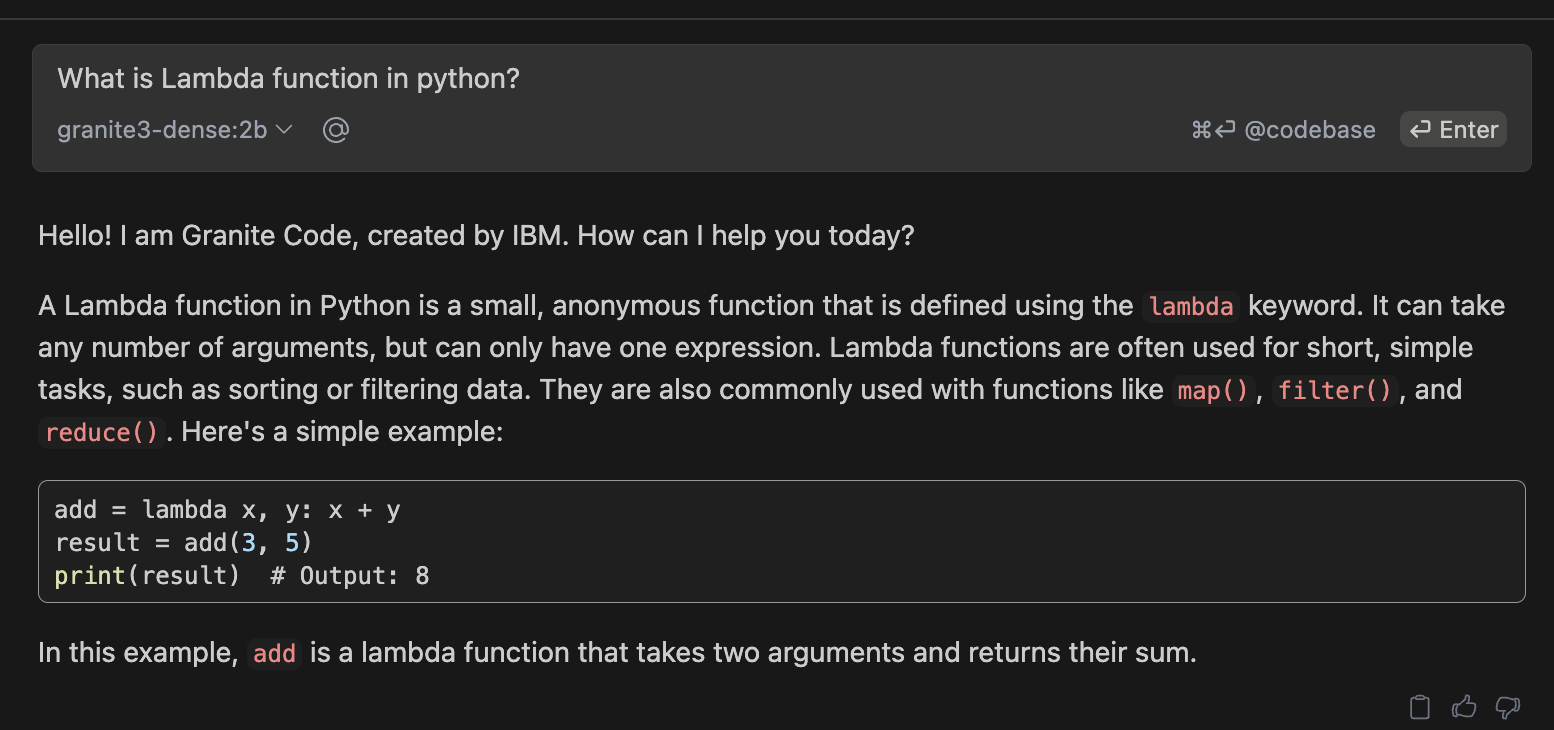 What is Lambda function in python?
granite3-dense:2b @ ⌘⏎ @codebase ⏎ Enter
Hello! I am Granite Code, created by IBM. How can I help you today?
A Lambda function in Python is a small, anonymous function that is defined using the lambda keyword. It can take
any number of arguments, but can only have one expression. Lambda functions are often used for short, simple
tasks, such as sorting or filtering data. They are also commonly used with functions like map(), filter(), and
reduce(). Here's a simple example:
add = lambda x, y: x + y
result = add(3, 5)
print(result)  # Output: 8
In this example, add is a lambda function that takes two arguments and returns their sum.